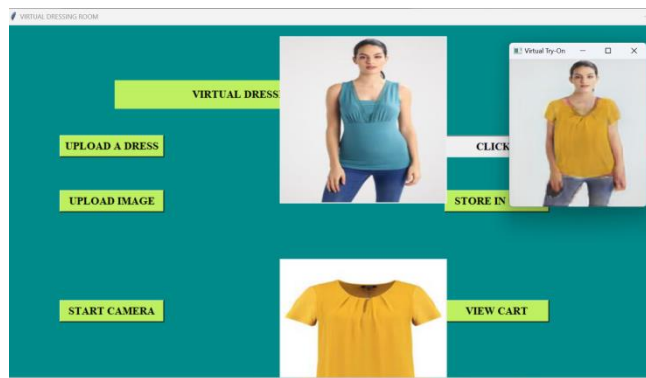 VIRTUAL DRESSING ROOM
Virtual Try-On
VIRTUAL DRESS
UPLOAD A DRESS
CLICK
UPLOAD IMAGE
STORE IN
START CAMERA
VIEW CART